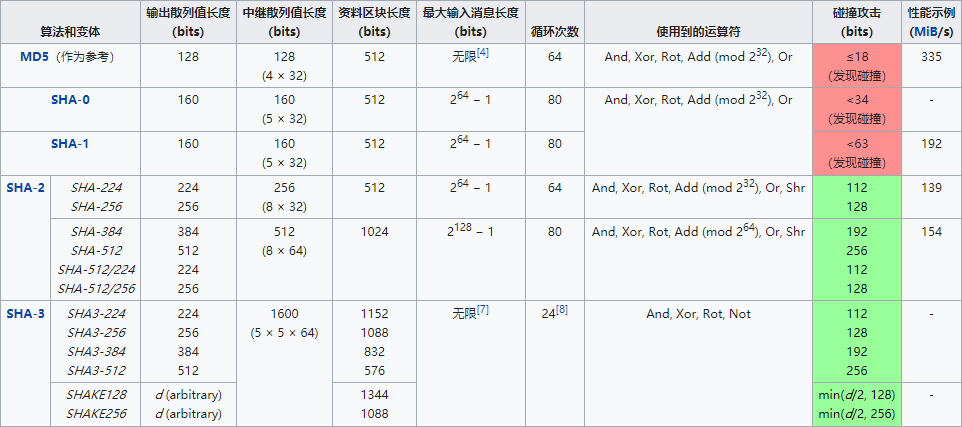 算法和变体 输出散列值长度 (bits) 中继散列值长度 (bits) 资料区块长度 (bits) 最大输入消息长度 (bits) 循环次数 使用到的运算符 碰撞攻击 (bits) 性能示例 (MiB/s)
MD5（作为参考） 128 128 (4 × 32) 512 无限[4] 64 And, Xor, Rot, Add (mod 2^32), Or ≤18 (发现碰撞) 335
SHA-0 160 160 (5 × 32) 512 2^64 − 1 80 And, Xor, Rot, Add (mod 2^32), Or <34 (发现碰撞) -
SHA-1 160 160 (5 × 32) 512 2^64 − 1 80 <63 (发现碰撞) 192
SHA-2 SHA-224 224 256 512 2^64 − 1 64 And, Xor, Rot, Add (mod 2^32), Or, Shr 112 139
SHA-256 256 (8 × 32) 128
SHA-384 384 512 1024 2^128 − 1 80 And, Xor, Rot, Add (mod 2^64), Or, Shr 192 154
SHA-512 512 (8 × 64) 256
SHA-512/224 224 112
SHA-512/256 256 128
SHA-3 SHA3-224 224 1600 1152 无限[7] 24[8] And, Xor, Rot, Not 112 -
SHA3-256 256 (5 × 5 × 64) 1088 128
SHA3-384 384 832 192
SHA3-512 512 576 256
SHAKE128 d (arbitrary) 1344 min(d/2, 128) -
SHAKE256 d (arbitrary) 1088 min(d/2, 256)